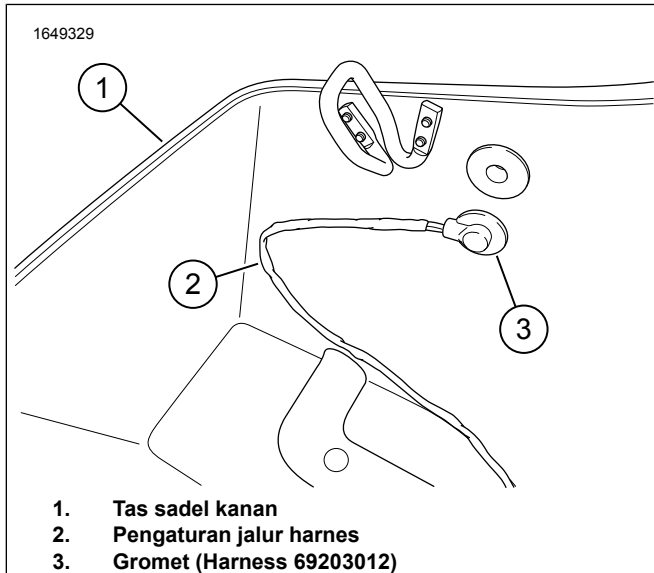 1649329
1
2
3
1. Tas sadel kanan
2. Pengaturan jalur harnes
3. Gromet (Harness 69203012)